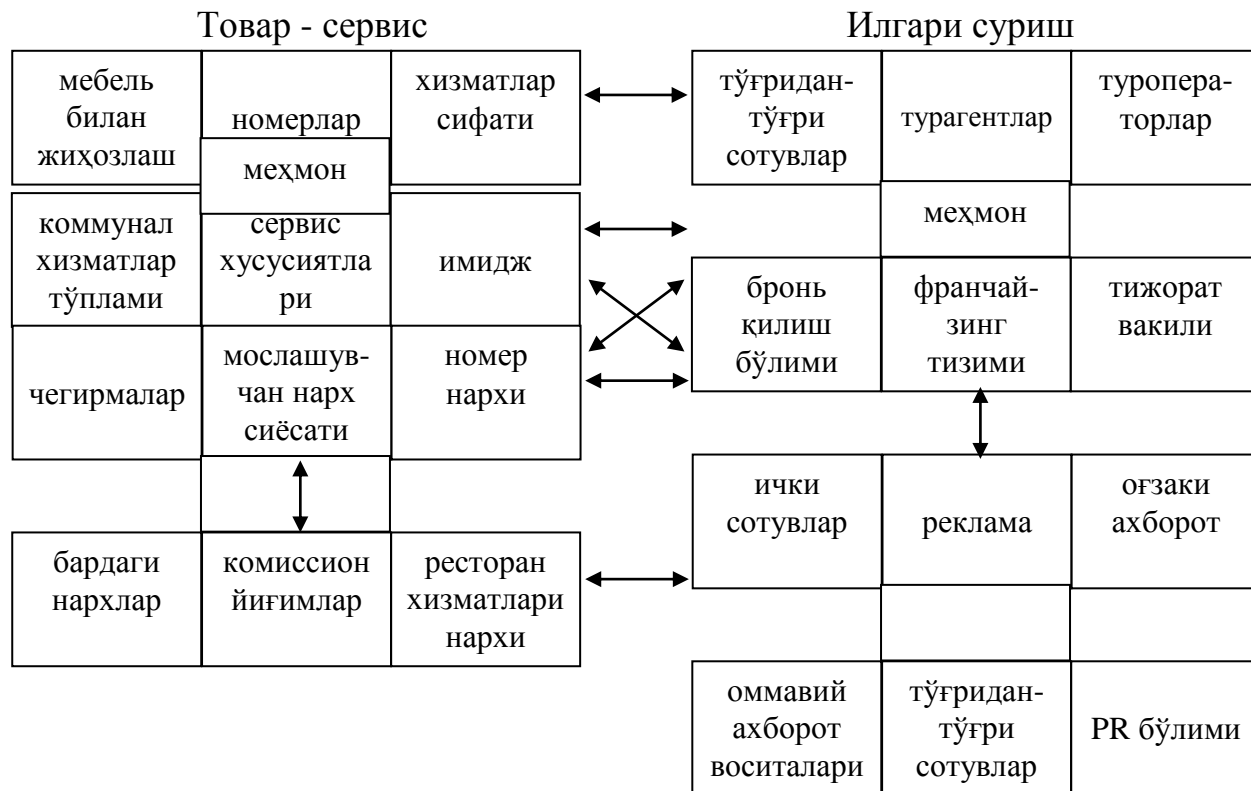 Товар - сервис
мебель
билан
жиҳозлаш
номерлар
хизматлар
сифати
меҳмон
коммунал
хизматлар
тўплами
сервис
хусусиятла
ри
имидж
чегирмалар
мослашув-
чан нарх
сиёсати
номер
нархи
бардаги
нархлар
комиссион
йиғимлар
ресторан
хизматлари
нархи
Илгари суриш
тўғридан-
тўғри
сотувлар
турагентлар
туропера-
торлар
меҳмон
бронь
қилиш
бўлими
франчай-
зинг
тизими
тижорат
вакили
ички
сотувлар
реклама
оғзаки
ахборот
оммавий
ахборот
воситалари
тўғридан-
тўғри
сотувлар
PR бўлими